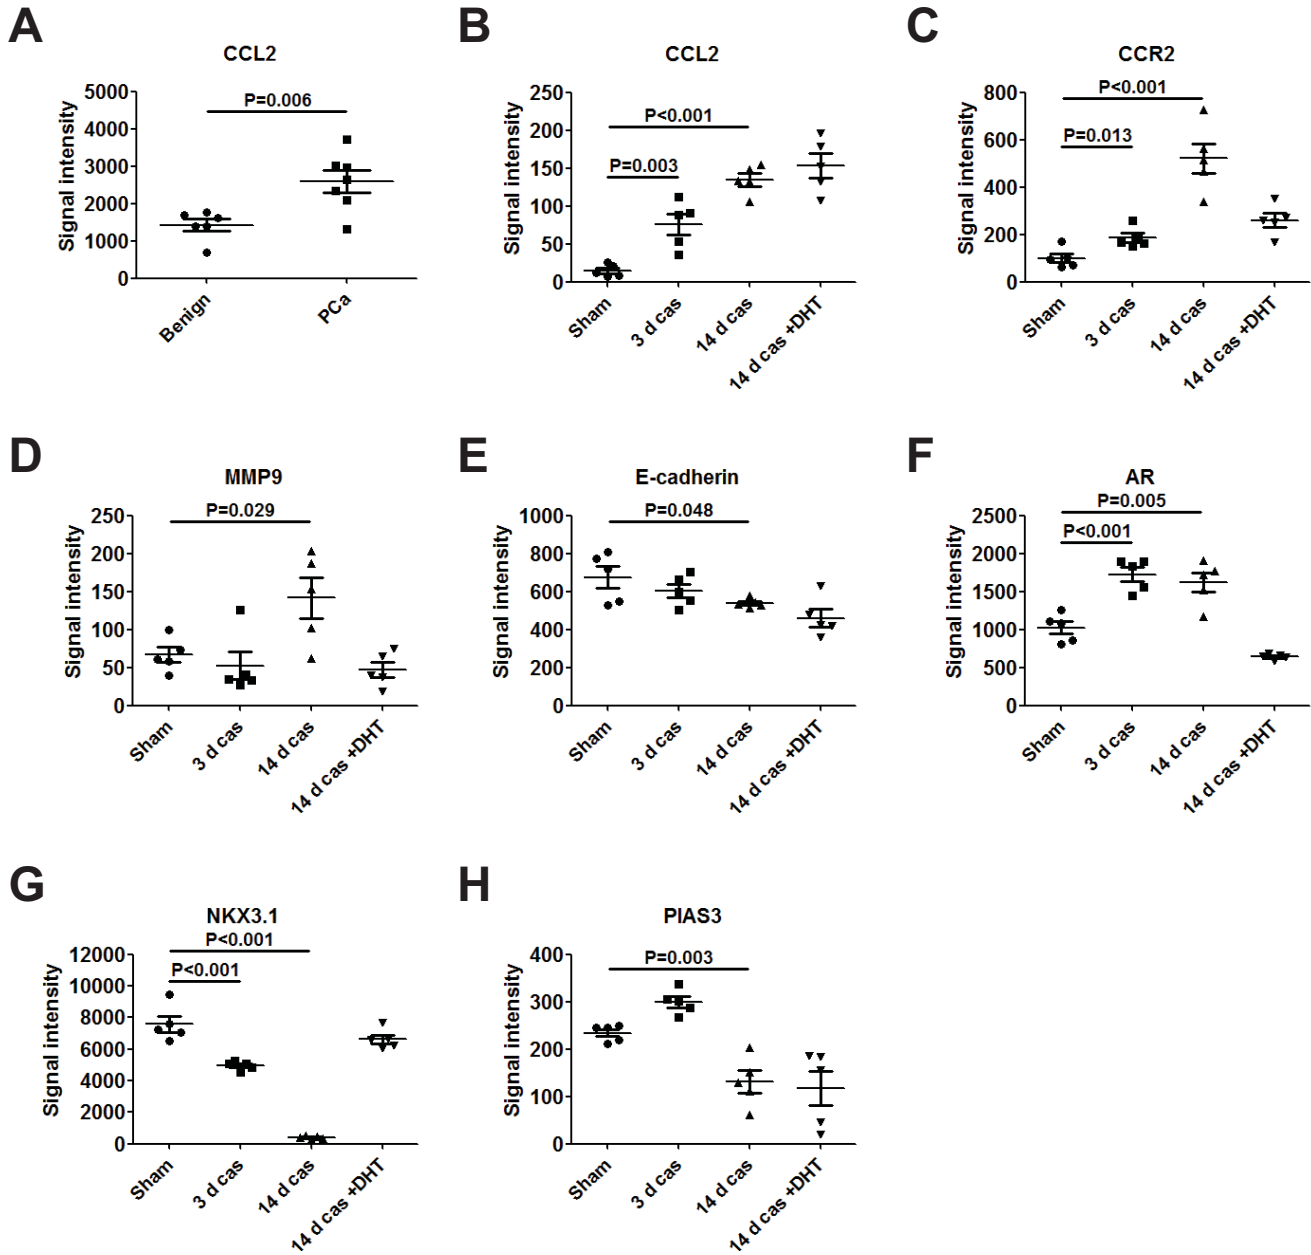 A
CCL2
Signal intensity
5000
4000
3000
2000
1000
0
P=0.006
Benign
PCa
B
CCL2
Signal intensity
250
200
150
100
50
0
P<0.001
P=0.003
Sham
3 d cas
14 d cas
14 d cas +DHT
C
CCR2
Signal intensity
800
600
400
200
0
P<0.001
P=0.013
Sham
3 d cas
14 d cas
14 d cas +DHT
D
MMP9
Signal intensity
250
200
150
100
50
0
P=0.029
Sham
3 d cas
14 d cas
14 d cas +DHT
E
E-cadherin
Signal intensity
1000
800
600
400
200
0
P=0.048
Sham
3 d cas
14 d cas
14 d cas +DHT
F
AR
Signal intensity
2500
2000
1500
1000
500
0
P=0.005
P<0.001
Sham
3 d cas
14 d cas
14 d cas +DHT
G
NKX3.1
Signal intensity
12000
10000
8000
6000
4000
2000
0
P<0.001
P<0.001
Sham
3 d cas
14 d cas
14 d cas +DHT
H
PIAS3
Signal intensity
400
300
200
100
0
P=0.003
Sham
3 d cas
14 d cas
14 d cas +DHT